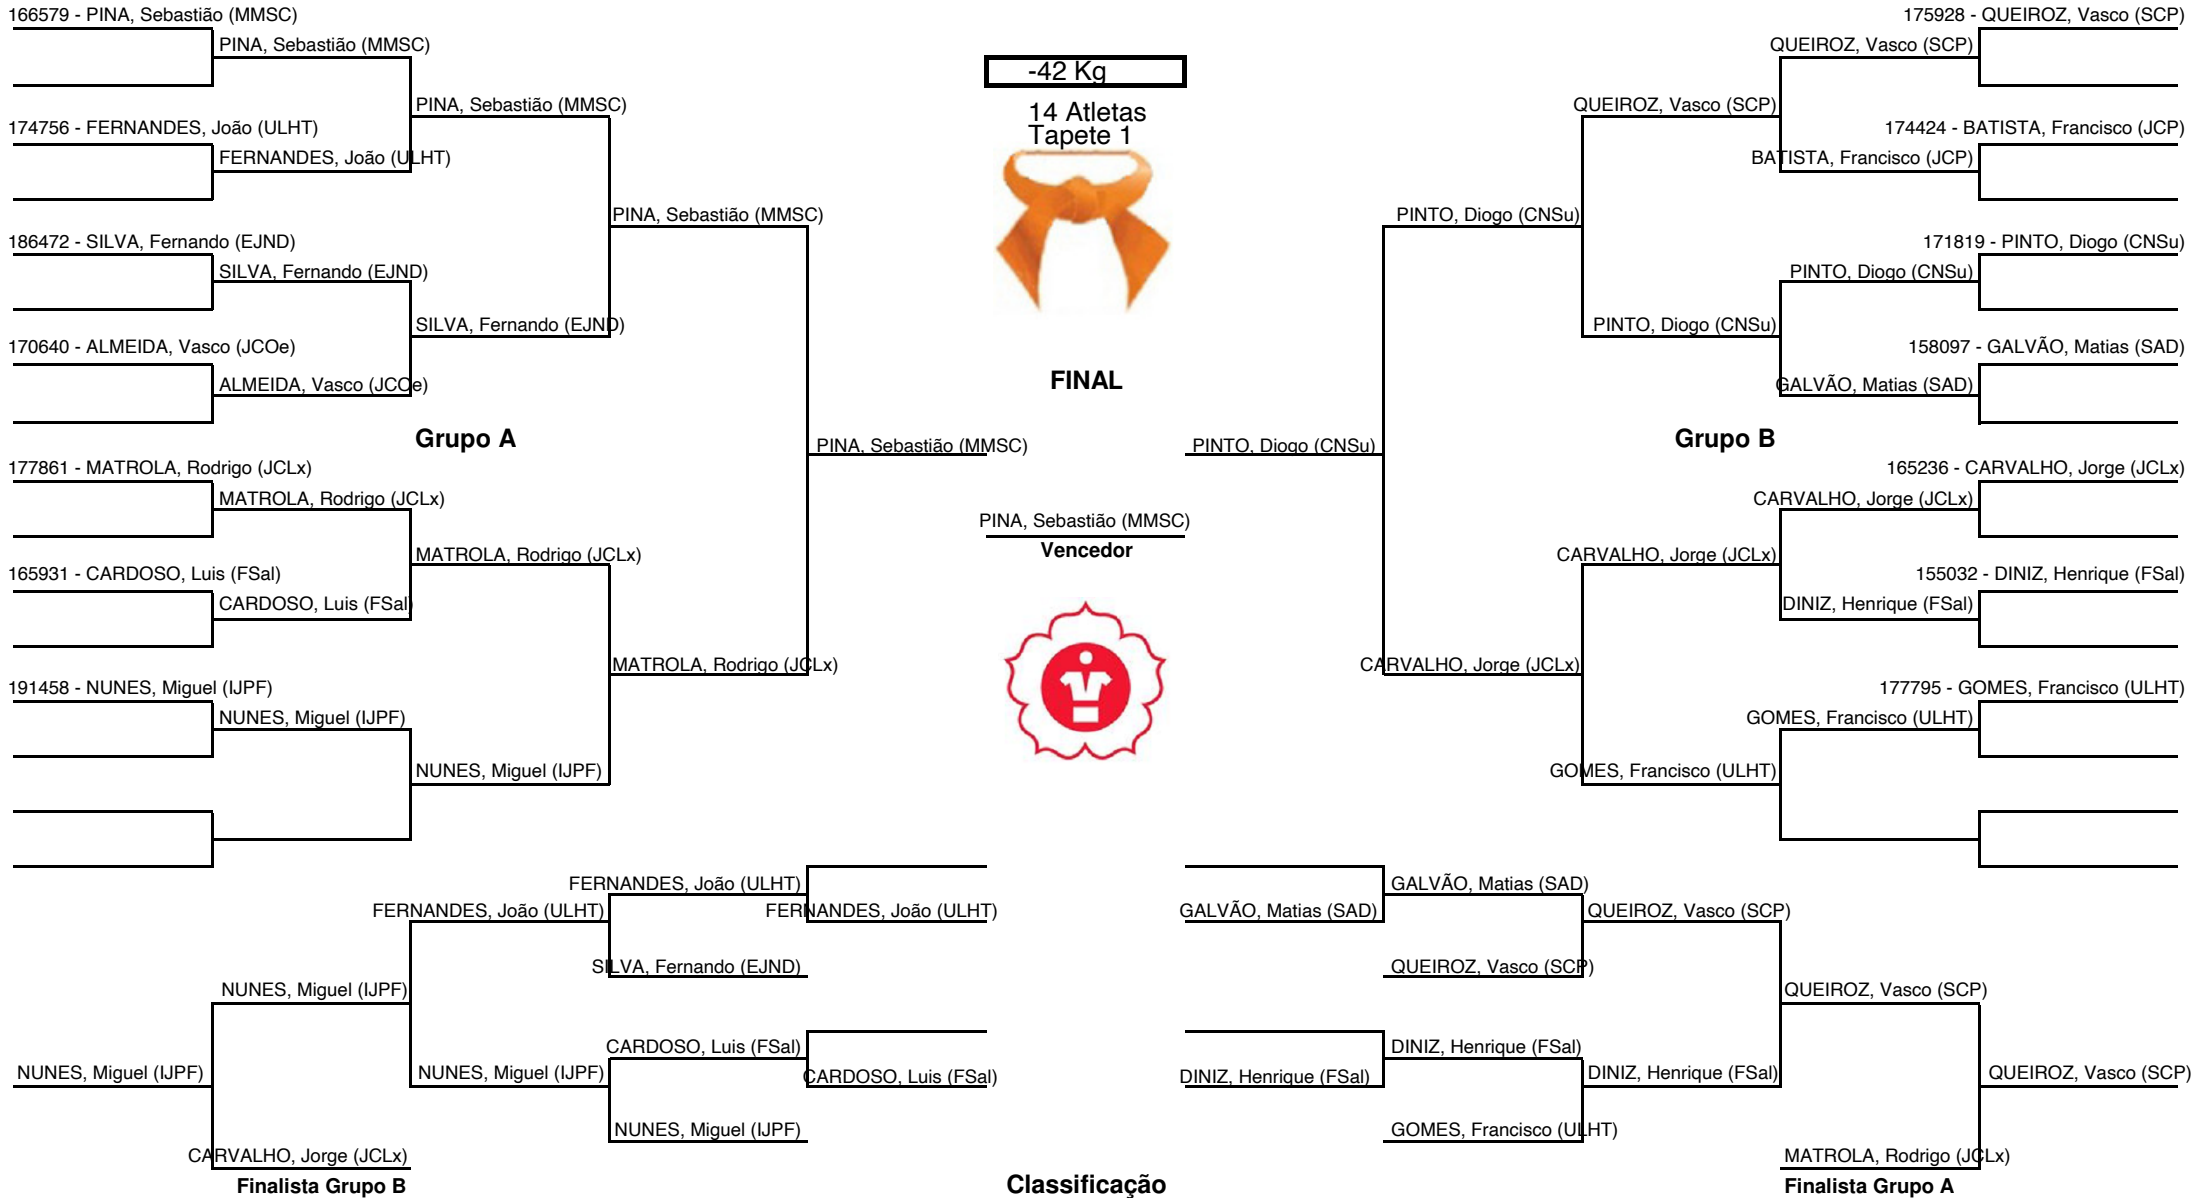 166579 - PINA, Sebastião (MMSC)
PINA, Sebastião (MMSC)
PINA, Sebastião (MMSC)
174756 - FERNANDES, João (ULHT)
FERNANDES, João (ULHT)
PINA, Sebastião (MMSC)
186472 - SILVA, Fernando (EJND)
SILVA, Fernando (EJND)
SILVA, Fernando (EJND)
170640 - ALMEIDA, Vasco (JCOe)
ALMEIDA, Vasco (JCOe)
Grupo A
PINA, Sebastião (MMSC)
177861 - MATROLA, Rodrigo (JCLx)
MATROLA, Rodrigo (JCLx)
MATROLA, Rodrigo (JCLx)
165931 - CARDOSO, Luis (FSal)
CARDOSO, Luis (FSal)
MATROLA, Rodrigo (JCLx)
191458 - NUNES, Miguel (IJPF)
NUNES, Miguel (IJPF)
NUNES, Miguel (IJPF)
-42 Kg
14 Atletas
Tapete 1
FINAL
PINA, Sebastião (MMSC)
Vencedor
175928 - QUEIROZ, Vasco (SCP)
QUEIROZ, Vasco (SCP)
QUEIROZ, Vasco (SCP)
174424 - BATISTA, Francisco (JCP)
BATISTA, Francisco (JCP)
PINTO, Diogo (CNSu)
171819 - PINTO, Diogo (CNSu)
PINTO, Diogo (CNSu)
PINTO, Diogo (CNSu)
158097 - GALVÃO, Matias (SAD)
GALVÃO, Matias (SAD)
Grupo B
PINTO, Diogo (CNSu)
165236 - CARVALHO, Jorge (JCLx)
CARVALHO, Jorge (JCLx)
CARVALHO, Jorge (JCLx)
155032 - DINIZ, Henrique (FSal)
DINIZ, Henrique (FSal)
CARVALHO, Jorge (JCLx)
177795 - GOMES, Francisco (ULHT)
GOMES, Francisco (ULHT)
GOMES, Francisco (ULHT)
FERNANDES, João (ULHT)
FERNANDES, João (ULHT)
FERNANDES, João (ULHT)
SILVA, Fernando (EJND)
NUNES, Miguel (IJPF)
CARDOSO, Luis (FSal)
NUNES, Miguel (IJPF)
NUNES, Miguel (IJPF)
CARDOSO, Luis (FSal)
NUNES, Miguel (IJPF)
CARVALHO, Jorge (JCLx)
Finalista Grupo B
GALVÃO, Matias (SAD)
GALVÃO, Matias (SAD)
QUEIROZ, Vasco (SCP)
QUEIROZ, Vasco (SCP)
QUEIROZ, Vasco (SCP)
DINIZ, Henrique (FSal)
DINIZ, Henrique (FSal)
DINIZ, Henrique (FSal)
QUEIROZ, Vasco (SCP)
GOMES, Francisco (ULHT)
MATROLA, Rodrigo (JCLx)
Finalista Grupo A
Classificação